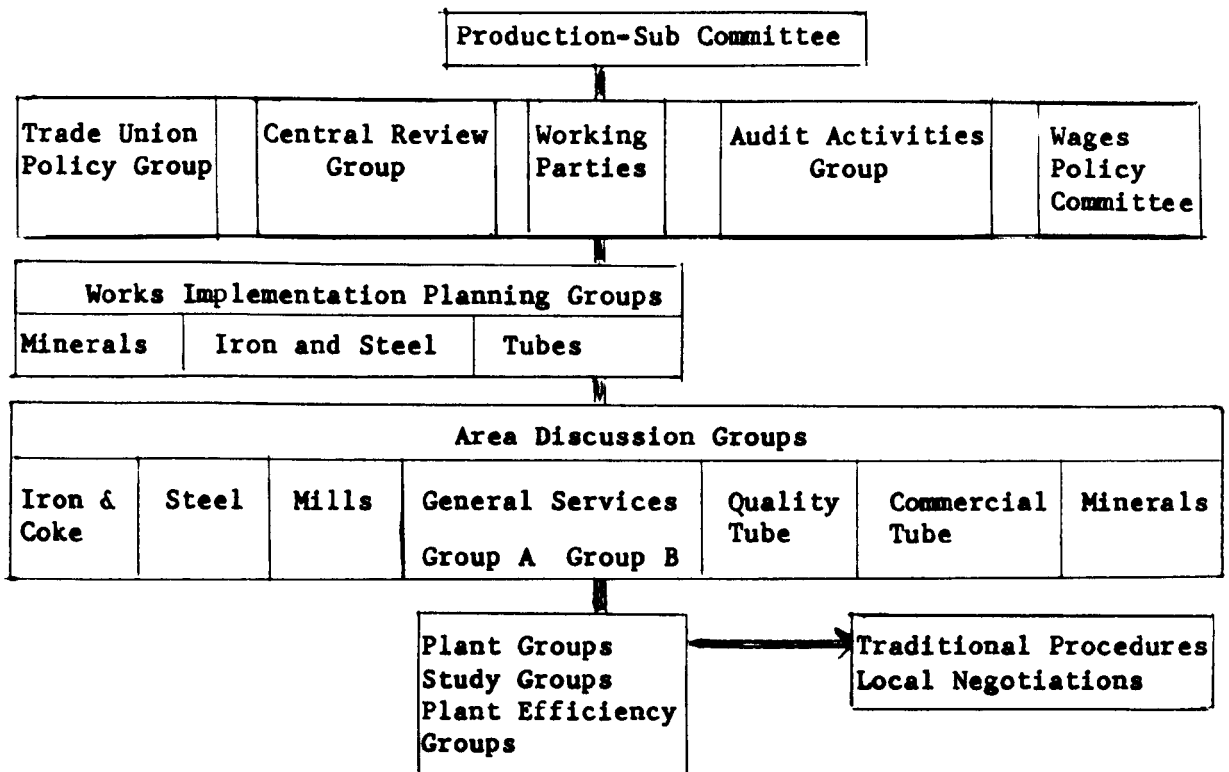 Production-Sub Committee
Trade Union
Policy Group
Central Review
Group
Working
Parties
Audit Activities
Group
Wages
Policy
Committee
Works Implementation Planning Groups
Minerals
Iron and Steel
Tubes
Area Discussion Groups
Iron &
Coke
Steel
Mills
General Services
Group A Group B
Quality
Tube
Commercial
Tube
Minerals
Plant Groups
Study Groups
Plant Efficiency
Groups
Traditional Procedures
Local Negotiations